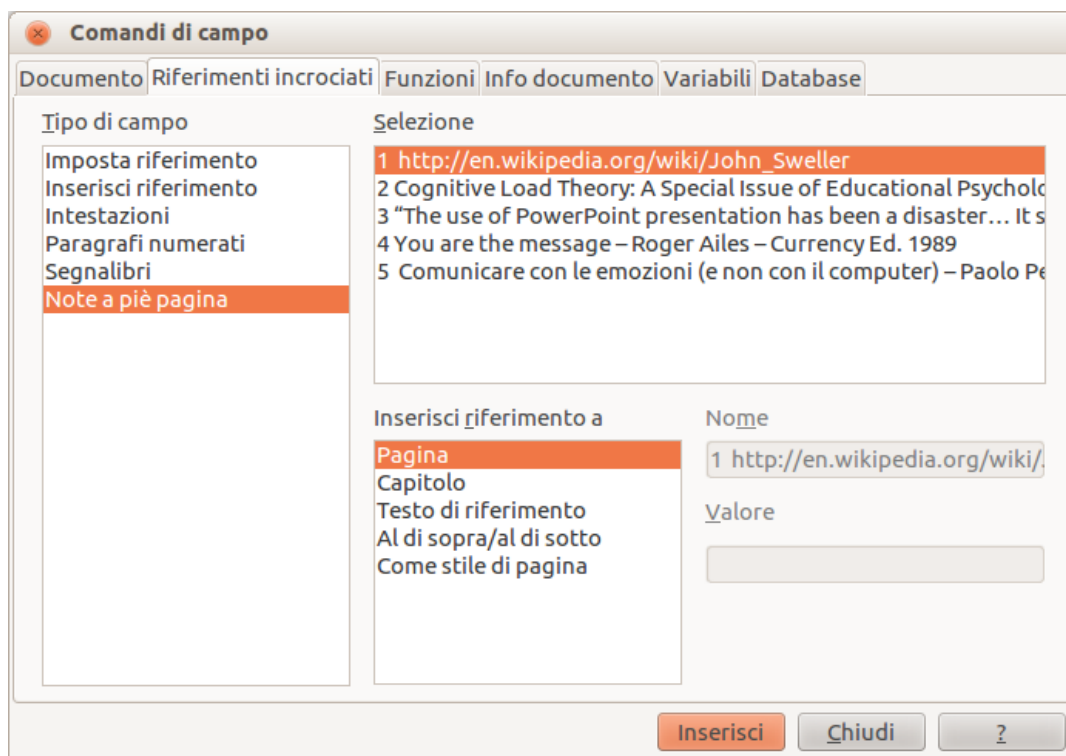 Comandi di campo
Documento Riferimenti incrociati Funzioni Info documento Variabili Database
Tipo di campo
Imposta riferimento
Inserisci riferimento
Intestazioni
Paragrafi numerati
Segnalibri
Note a piè pagina
Selezione
1 http://en.wikipedia.org/wiki/John_Sweller
2 Cognitive Load Theory: A Special Issue of Educational Psycholo
3 “The use of PowerPoint presentation has been a disaster… It s
4 You are the message – Roger Ailes – Currency Ed. 1989
5 Comunicare con le emozioni (e non con il computer) – Paolo Pe
Inserisci riferimento a
Pagina
Capitolo
Testo di riferimento
Al di sopra/al di sotto
Come stile di pagina
Nome
1 http://en.wikipedia.org/wiki/
Valore
Inserisci Chiudi ?